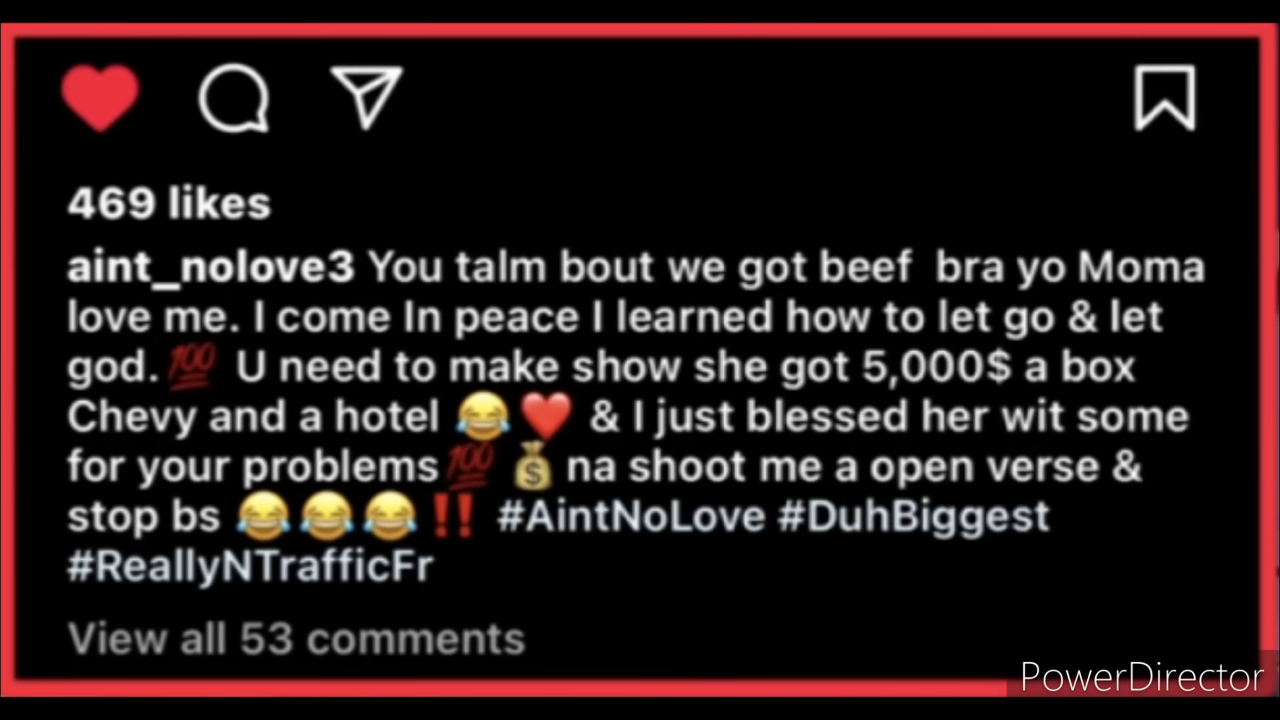 469 likes
aint_nolove3 You talm bout we got beef  bra yo Moma
love me. I come In peace I learned how to let go & let
god.💯 U need to make show she got 5,000$ a box
Chevy and a hotel 😂❤️ & I just blessed her wit some
for your problems💯💰na shoot me a open verse &
stop bs 😂😂😂‼️ #AintNoLove #DuhBiggest
#ReallyNTrafficFr
View all 53 comments
PowerDirector